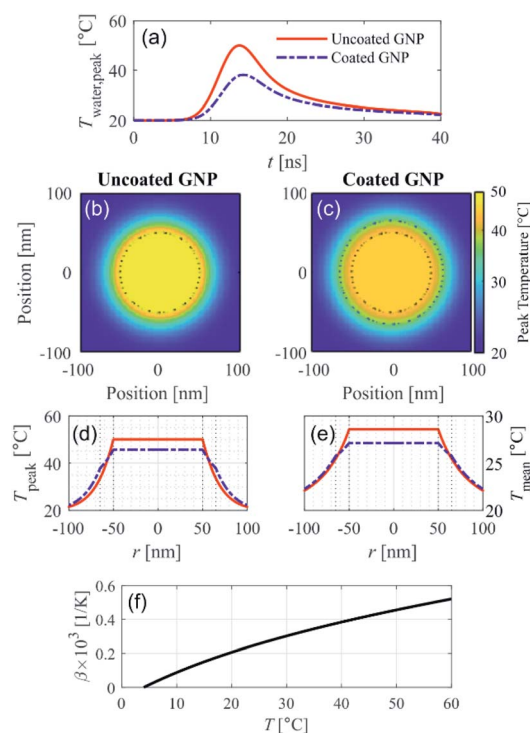 (a)
T_water,peak [°C]
60
40
20
Uncoated GNP
Coated GNP
0 10 20 30 40
t [ns]
Uncoated GNP Coated GNP
(b) (c)
Position [nm]
100
0
-100
-100 0 100
Position [nm]
-100 0 100
Position [nm]
50
40
30
20
Peak Temperature [°C]
(d) (e)
T_peak [°C]
60
40
20
-100 -50 0 50 100
r [nm]
30
28
25
23
20
T_mean [°C]
-100 -50 0 50 100
r [nm]
(f)
β×10³ [1/K]
0.6
0.4
0.2
0
0 10 20 30 40 50 60
T [°C]